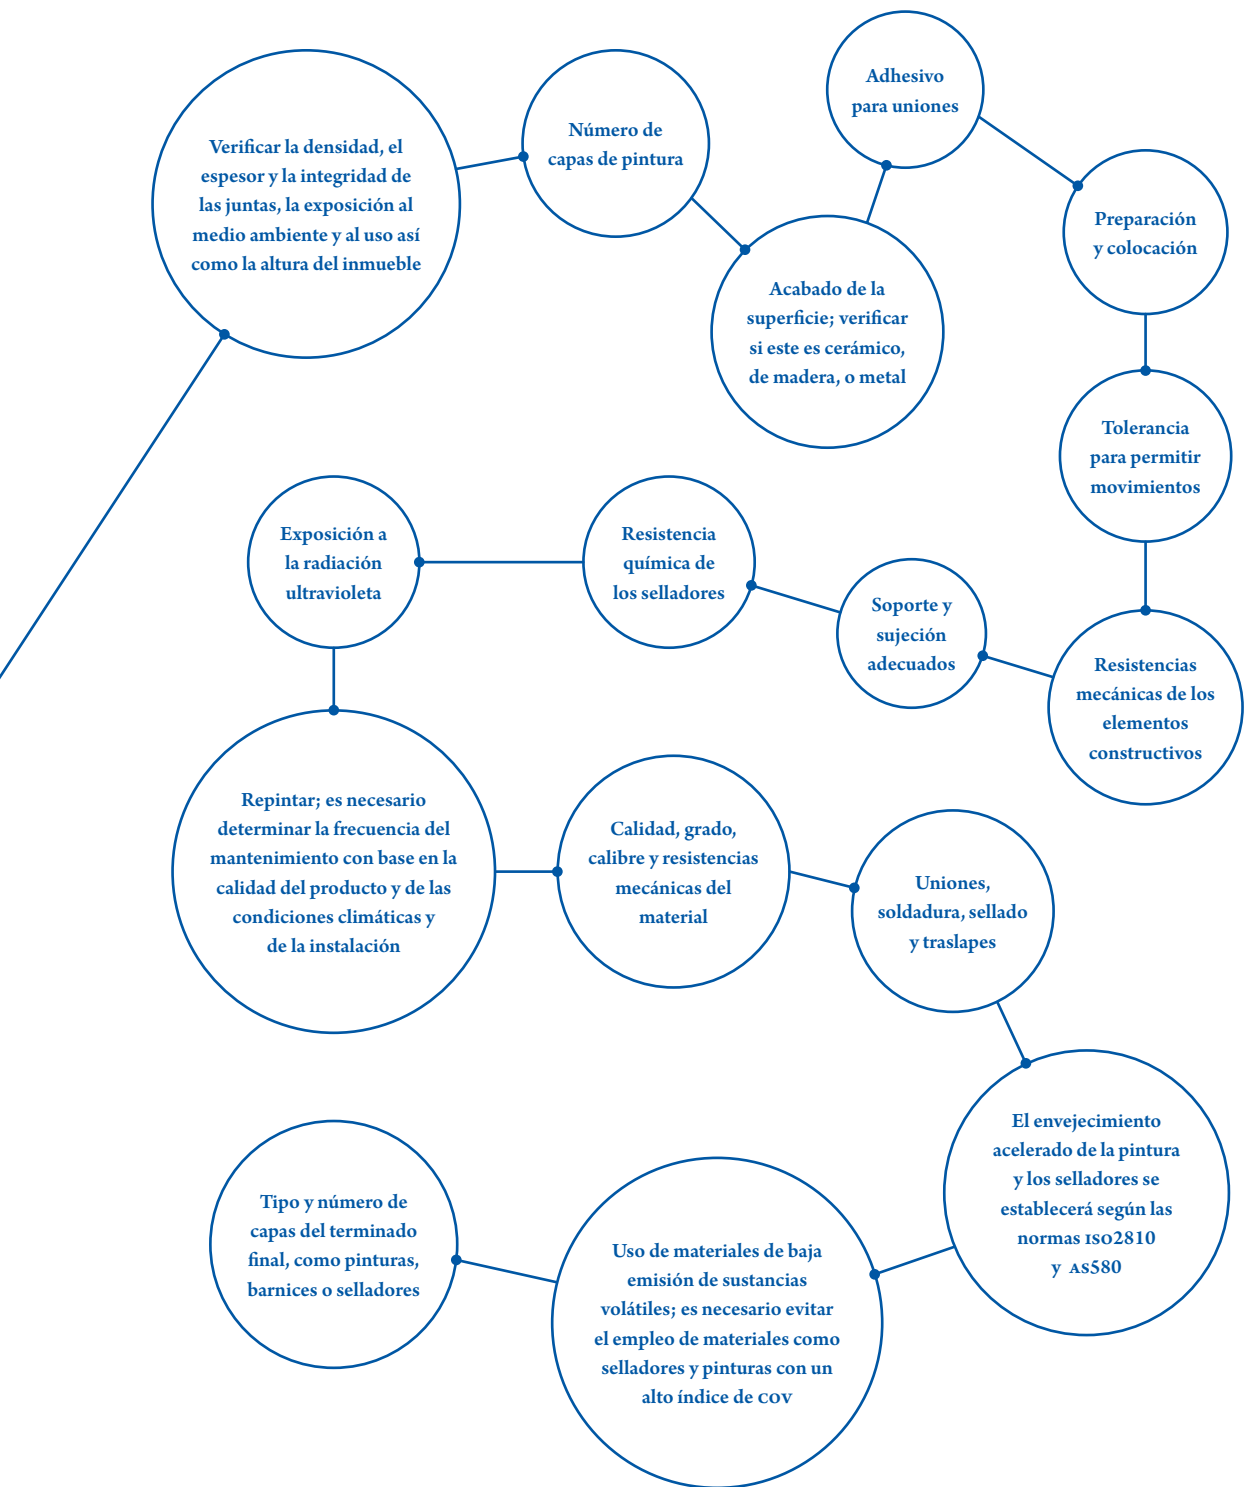 Verificar la densidad, el
espesor y la integridad de
las juntas, la exposición al
medio ambiente y al uso así
como la altura del inmueble
Número de
capas de pintura
Acabado de la
superficie; verificar
si este es cerámico,
de madera, o metal
Adhesivo
para uniones
Preparación
y colocación
Tolerancia
para permitir
movimientos
Resistencias
mecánicas de los
elementos
constructivos
Soporte y
sujeción
adecuados
Resistencia
química de
los selladores
Exposición a
la radiación
ultravioleta
Repintar; es necesario
determinar la frecuencia del
mantenimiento con base en la
calidad del producto y de las
condiciones climáticas y
de la instalación
Calidad, grado,
calibre y resistencias
mecánicas del
material
Uniones,
soldadura, sellado
y traslapes
El envejecimiento
acelerado de la pintura
y los selladores se
establecerá según las
normas ISO2810
y AS580
Uso de materiales de baja
emisión de sustancias
volátiles; es necesario evitar
el empleo de materiales como
selladores y pinturas con un
alto índice de COV
Tipo y número de
capas del terminado
final, como pinturas,
barnices o selladores